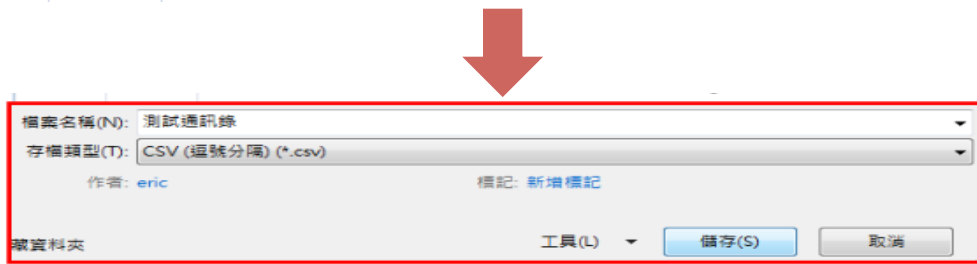 檔案名稱(N): 測試通訊錄
存檔類型(T): CSV (逗號分隔) (*.csv)
作者: eric 標記: 新增標記
藏資料夾 工具(L) 儲存(S) 取消